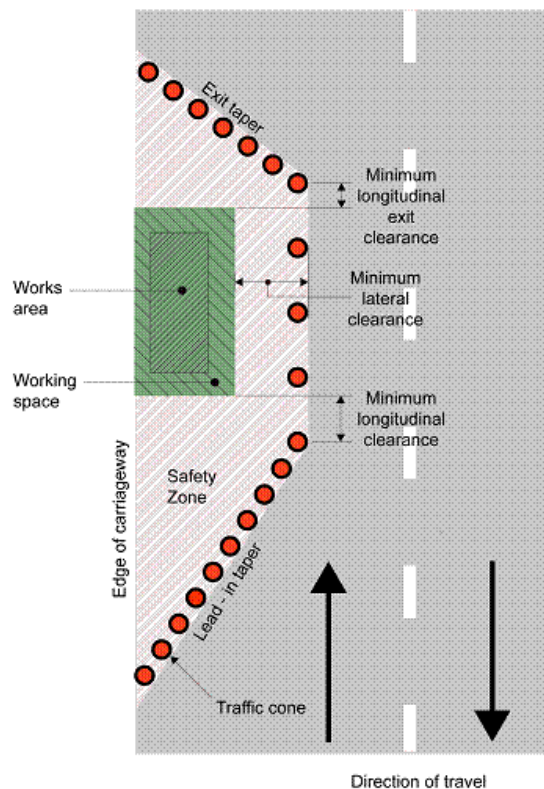 Exit taper
Minimum
longitudinal
exit
clearance
Works
area
Minimum
lateral
clearance
Working
space
Minimum
longitudinal
clearance
Safety
Zone
Edge of carriageway
Lead - in taper
Traffic cone
Direction of travel